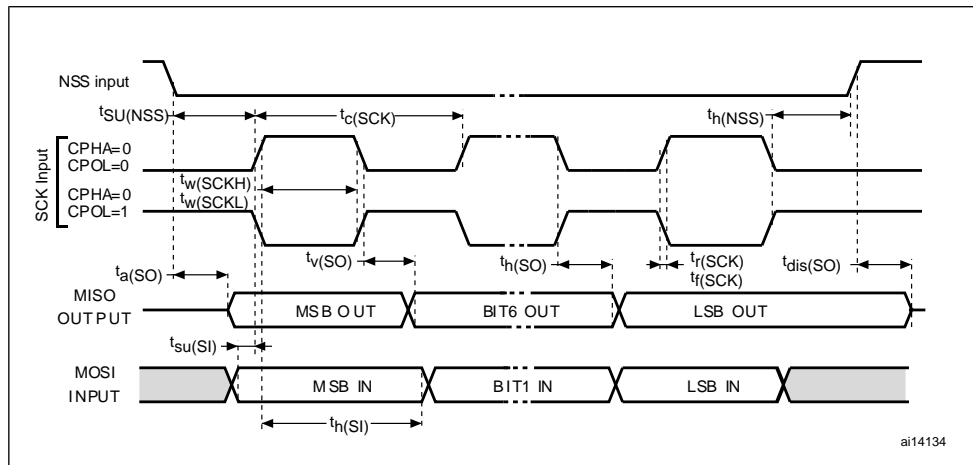 NSS input
tSU(NSS)
tc(SCK)
th(NSS)
SCK Input
CPHA=0
CPOL=0
CPHA=0
CPOL=1
tw(SCKH)
tw(SCKL)
ta(SO)
tv(SO)
th(SO)
tr(SCK)
tf(SCK)
tdis(SO)
MISO
OUTPUT
MSB OUT
BIT6 OUT
LSB OUT
tsu(SI)
MOSI
INPUT
MSB IN
BIT1 IN
LSB IN
th(SI)
ai14134